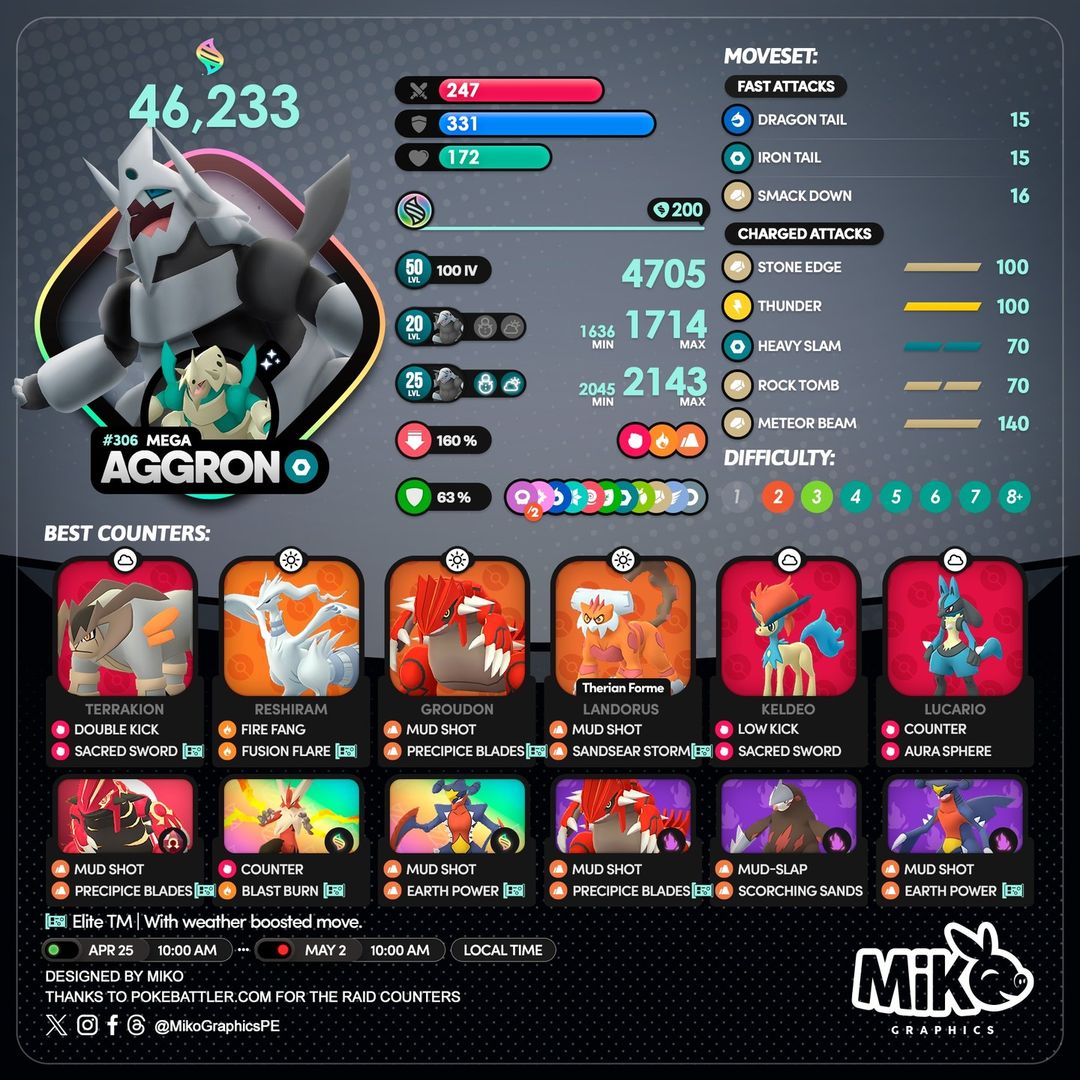 46,233
#306 MEGA
AGGRON
247
331
172
200
50 LVL 100 IV 4705
20 LVL 1636 MIN 1714 MAX
25 LVL 2045 MIN 2143 MAX
160 %
63 %
/2
MOVESET:
FAST ATTACKS
DRAGON TAIL 15
IRON TAIL 15
SMACK DOWN 16
CHARGED ATTACKS
STONE EDGE 100
THUNDER 100
HEAVY SLAM 70
ROCK TOMB 70
METEOR BEAM 140
DIFFICULTY:
1 2 3 4 5 6 7 8+
BEST COUNTERS:
TERRAKION
DOUBLE KICK
SACRED SWORD
RESHIRAM
FIRE FANG
FUSION FLARE
GROUDON
MUD SHOT
PRECIPICE BLADES
Therian Forme
LANDORUS
MUD SHOT
SANDSEAR STORM
KELDEO
LOW KICK
SACRED SWORD
LUCARIO
COUNTER
AURA SPHERE
MUD SHOT
PRECIPICE BLADES
COUNTER
BLAST BURN
MUD SHOT
EARTH POWER
MUD SHOT
PRECIPICE BLADES
MUD-SLAP
SCORCHING SANDS
MUD SHOT
EARTH POWER
Elite TM | With weather boosted move.
APR 25 10:00 AM ... MAY 2 10:00 AM LOCAL TIME
DESIGNED BY MIKO
THANKS TO POKEBATTLER.COM FOR THE RAID COUNTERS
@MikoGraphicsPE
MiKO
GRAPHICS